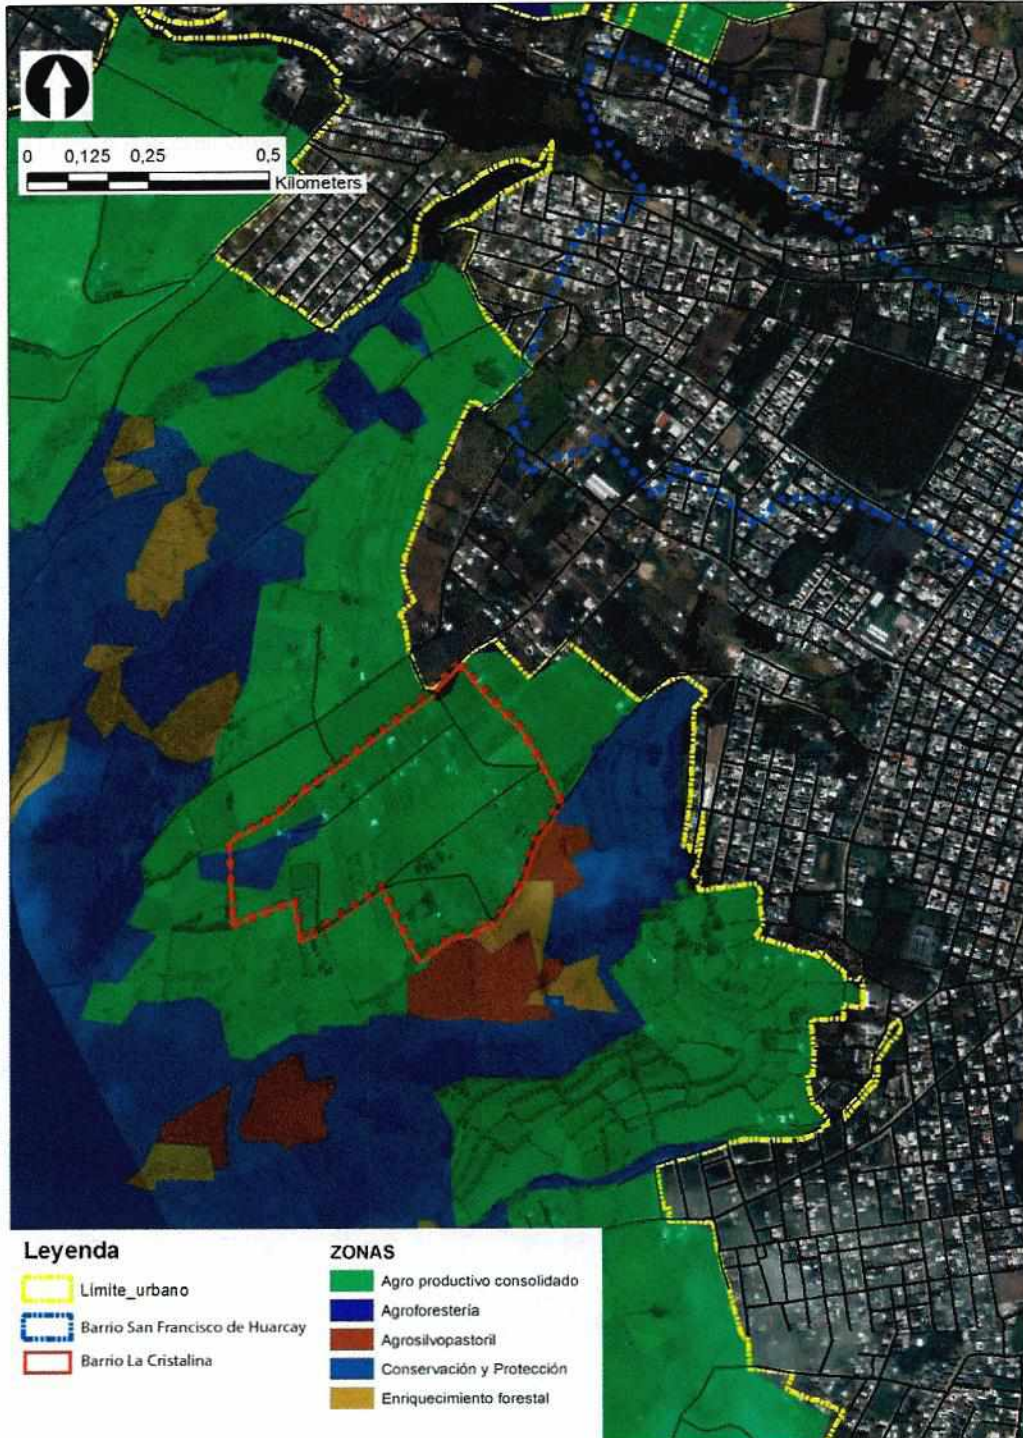 0 0,125 0,25 0,5
Kilometers
Leyenda
Limite_urbano
Barrio San Francisco de Huarcay
Barrio La Cristalina
ZONAS
Agro productivo consolidado
Agroforestería
Agrosilvopastoril
Conservación y Protección
Enriquecimiento forestal